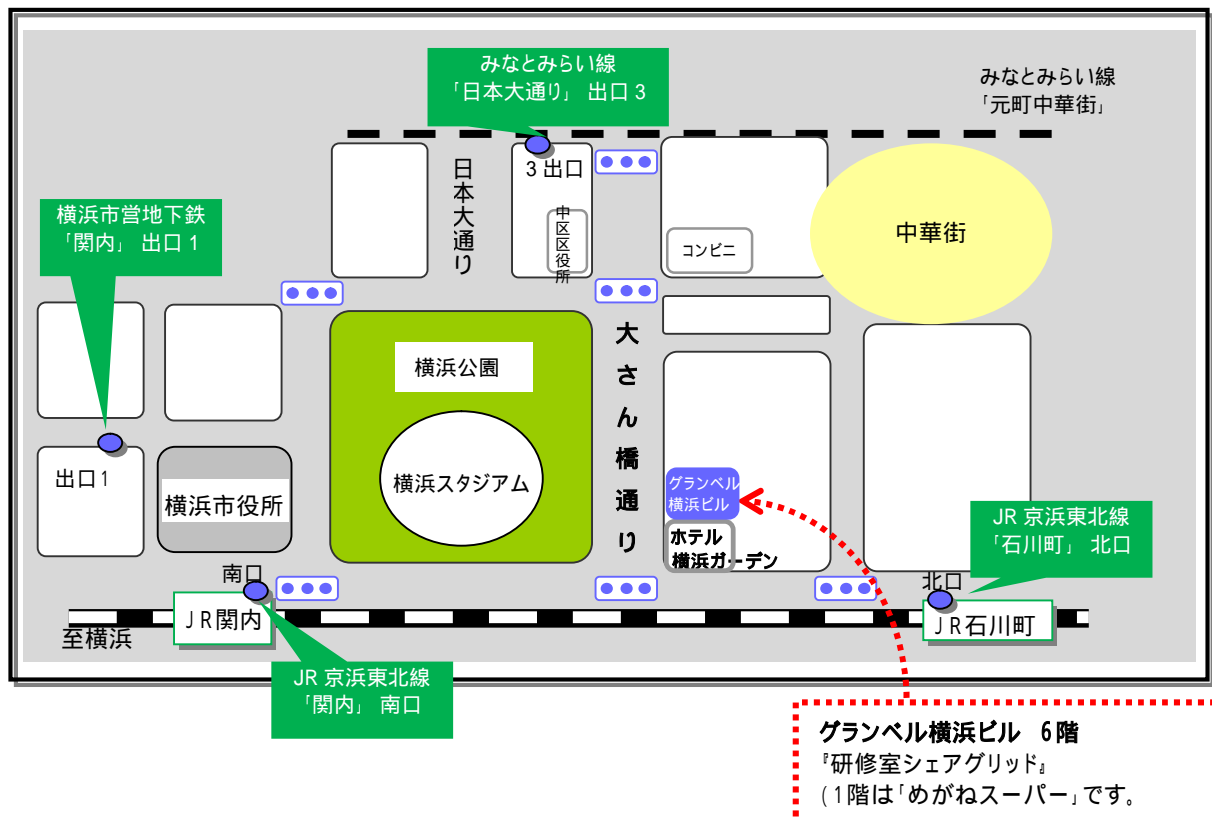 みなとみらい線
「日本大通り」 出口 3
みなとみらい線
「元町中華街」
日本大通り
3 出口
中区区役所
コンビニ
中華街
横浜市営地下鉄
「関内」 出口 1
横浜公園
大さん橋通り
横浜スタジアム
出口1
横浜市役所
グランベル
横浜ビル
ホテル
横浜ガーデン
JR 京浜東北線
「石川町」 北口
南口
北口
JR関内
JR石川町
至横浜
JR 京浜東北線
「関内」 南口
グランベル横浜ビル 6階
『研修室シェアグリッド』
(1階は「めがねスーパー」です。